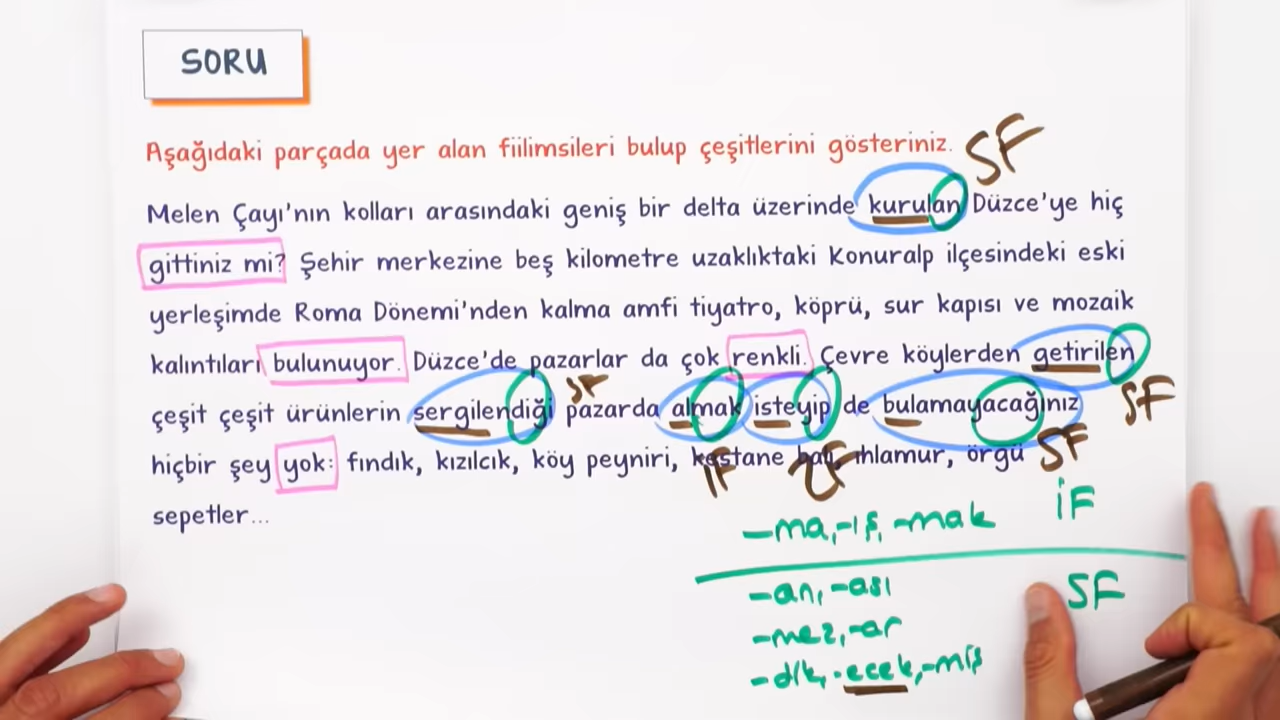 SORU
Aşağıdaki parçada yer alan fiilimsileri bulup çeşitlerini gösteriniz.
SF
Melen Çayı'nın kolları arasındaki geniş bir delta üzerinde kurulan Düzce'ye hiç
gittiniz mi? Şehir merkezine beş kilometre uzaklıktaki Konuralp ilçesindeki eski
yerleşimde Roma Dönemi'nden kalma amfi tiyatro, köprü, sur kapısı ve mozaik
kalıntıları bulunuyor. Düzce'de pazarlar da çok renkli. Çevre köylerden getirilen
SF
SF
çeşit çeşit ürünlerin sergilendiği pazarda almak isteyip de bulamayacağınız
hiçbir şey yok: fındık, kızılcık, köy peyniri, kestane balı, ıhlamur, örgü
İF
ZF
SF
sepetler...
-ma, -ış, -mak İF
-an, -ası SF
-mez, -ar
-dık, -ecek, -miş